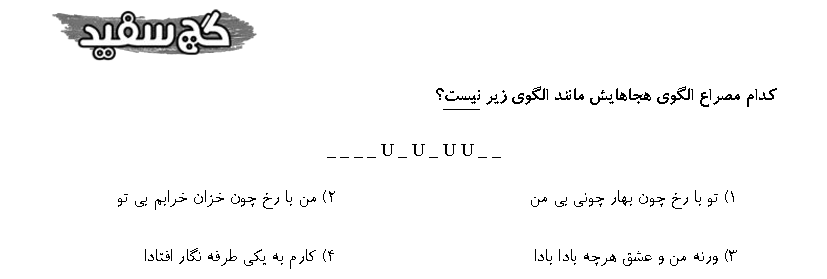 گچ سفید
کدام مصراع الگوی هجاهایش مانند الگوی زیر نیست؟
_ _ _ _ U _ U _ U U _ _
۱) تو با رخ چون بهار چونی بی من
۲) من با رخ چون خزان خرابم بی تو
۳) ورنه من و عشق هرچه بادا بادا
۴) کارم به یکی طرفه نگار افتادا